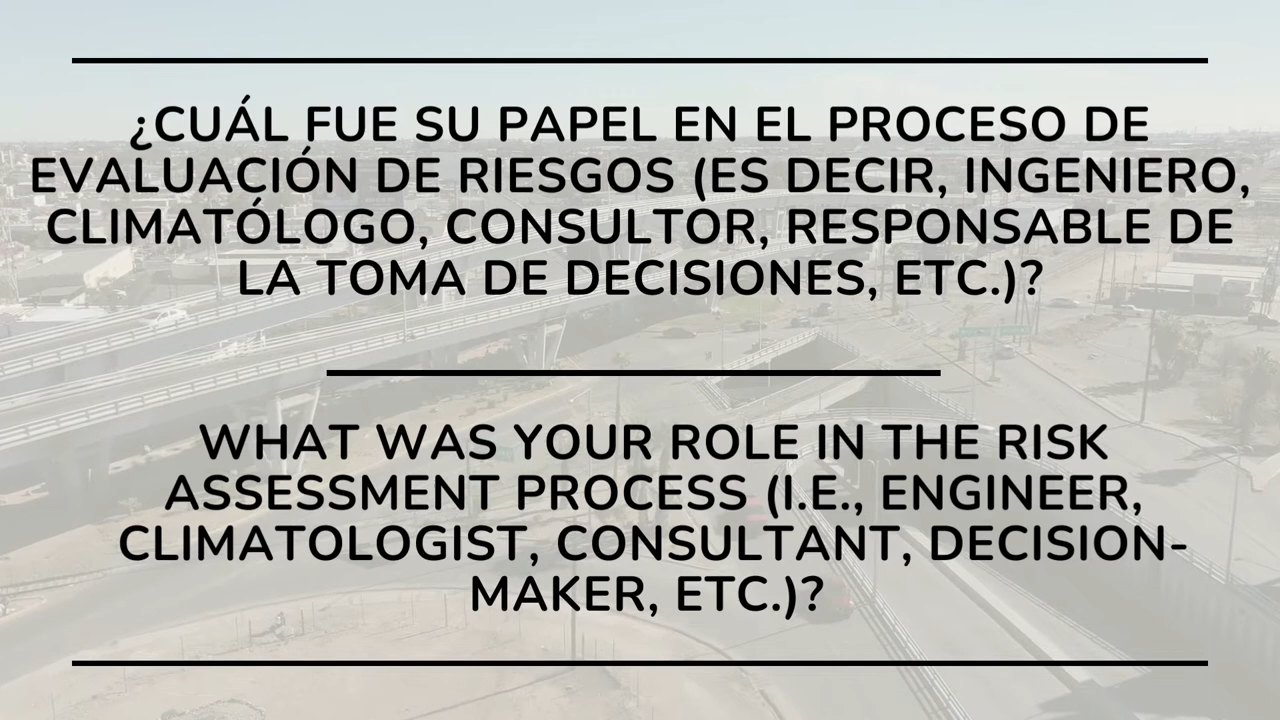 ¿CUÁL FUE SU PAPEL EN EL PROCESO DE
EVALUACIÓN DE RIESGOS (ES DECIR, INGENIERO,
CLIMATÓLOGO, CONSULTOR, RESPONSABLE DE
LA TOMA DE DECISIONES, ETC.)?
WHAT WAS YOUR ROLE IN THE RISK
ASSESSMENT PROCESS (I.E., ENGINEER,
CLIMATOLOGIST, CONSULTANT, DECISION-
MAKER, ETC.)?